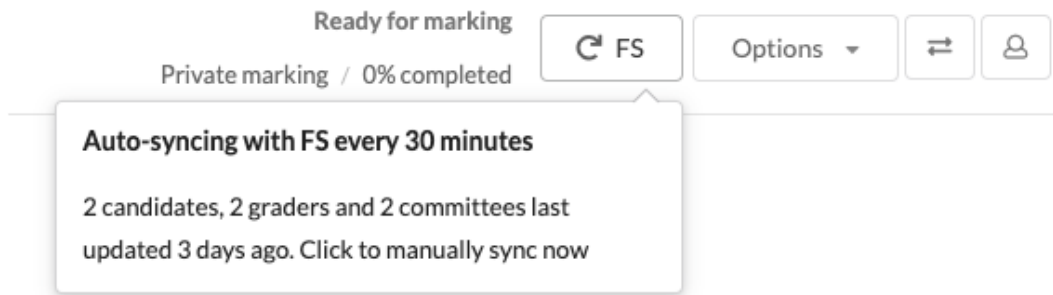 Ready for marking
Private marking / 0% completed
FS
Options
Auto-syncing with FS every 30 minutes
2 candidates, 2 graders and 2 committees last
updated 3 days ago. Click to manually sync now